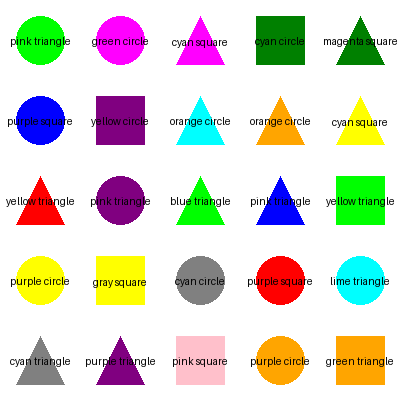 pink triangle
green circle
cyan square
cyan circle
magenta square
purple square
yellow circle
orange circle
orange circle
cyan square
yellow triangle
pink triangle
blue triangle
pink triangle
yellow triangle
purple circle
gray square
cyan circle
purple square
lime triangle
cyan triangle
purple triangle
pink square
purple circle
green triangle